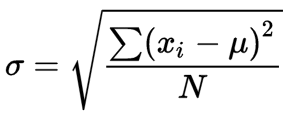 σ = √(∑(xᵢ − μ)² / N)